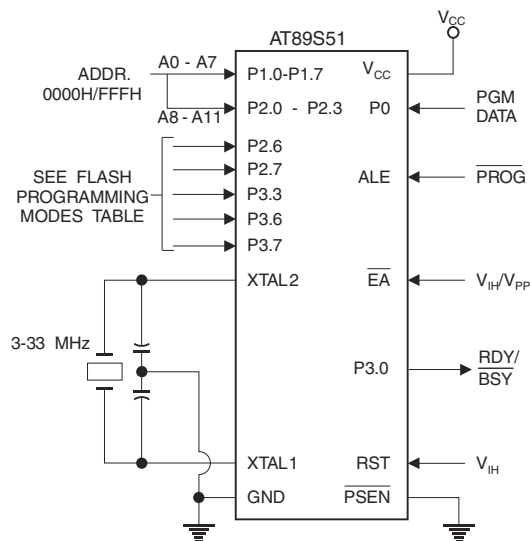 AT89S51
V_CC
A0 - A7
ADDR.
0000H/FFFH
A8 - A11
P1.0-P1.7
V_CC
P2.0 - P2.3
P0
PGM
DATA
P2.6
P2.7
ALE
PROG
SEE FLASH
PROGRAMMING
MODES TABLE
P3.3
P3.6
P3.7
XTAL2
EA
V_IH/V_PP
3-33 MHz
P3.0
RDY/
BSY
XTAL1
RST
V_IH
GND
PSEN